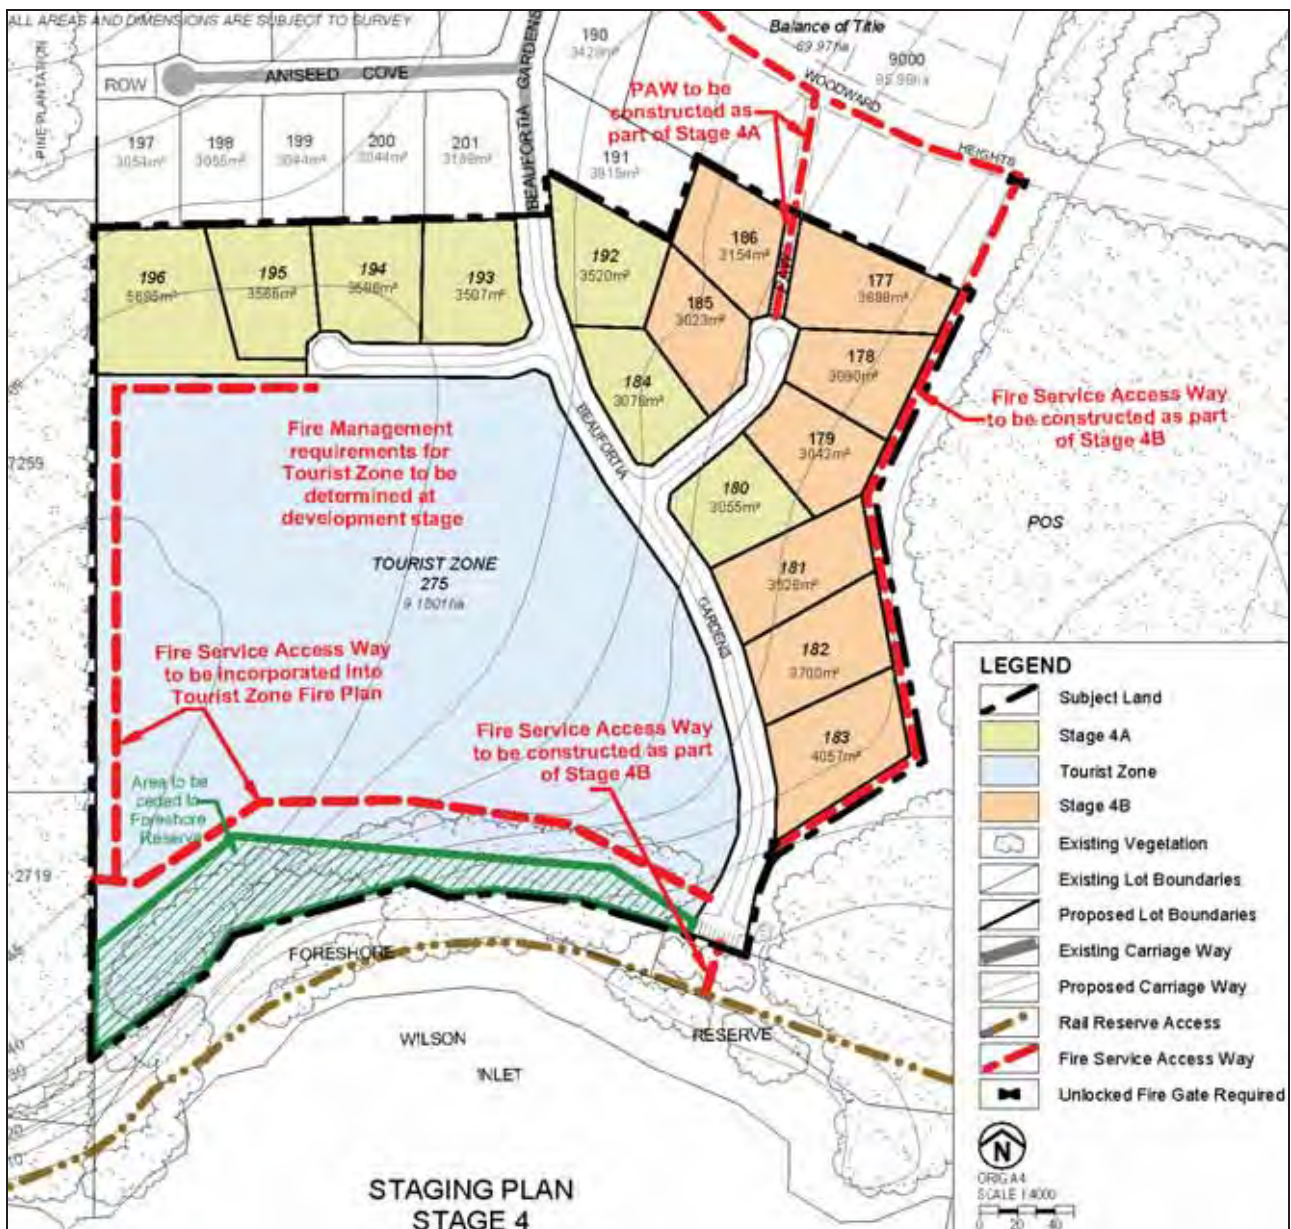 ALL AREAS AND DIMENSIONS ARE SUBJECT TO SURVEY
PINE PLANTATION
ROW
ANISEED COVE
BEAUFORTIA GARDENS
190
3429m²
Balance of Title
69.97ha
9000
95.99ha
WOODWARD
HEIGHTS
PAW to be
constructed as
part of Stage 4A
197
3054m²
198
3055m²
199
3044m²
200
3044m²
201
3189m²
191
3915m²
196
5695m²
195
3566m²
194
3596m²
193
3507m²
192
3520m²
186
3154m²
PAW
177
3698m²
185
3023m²
178
3090m²
184
3076m²
179
3042m²
180
3055m²
Fire Service Access Way
to be constructed as part
of Stage 4B
Fire Management
requirements for
Tourist Zone to be
determined at
development stage
7259
BEAUFORTIA
GARDENS
POS
TOURIST ZONE
275
9.1501ha
181
3526m²
182
3700m²
183
4057m²
Fire Service Access Way
to be incorporated into
Tourist Zone Fire Plan
Fire Service Access Way
to be constructed as part
of Stage 4B
Area to be
ceded to
Foreshore
Reserve
2719
FORESHORE
RESERVE
WILSON
INLET
LEGEND
Subject Land
Stage 4A
Tourist Zone
Stage 4B
Existing Vegetation
Existing Lot Boundaries
Proposed Lot Boundaries
Existing Carriage Way
Proposed Carriage Way
Rail Reserve Access
Fire Service Access Way
Unlocked Fire Gate Required
N
ORIG A4
SCALE 1:4000
0 20 40
STAGING PLAN
STAGE 4